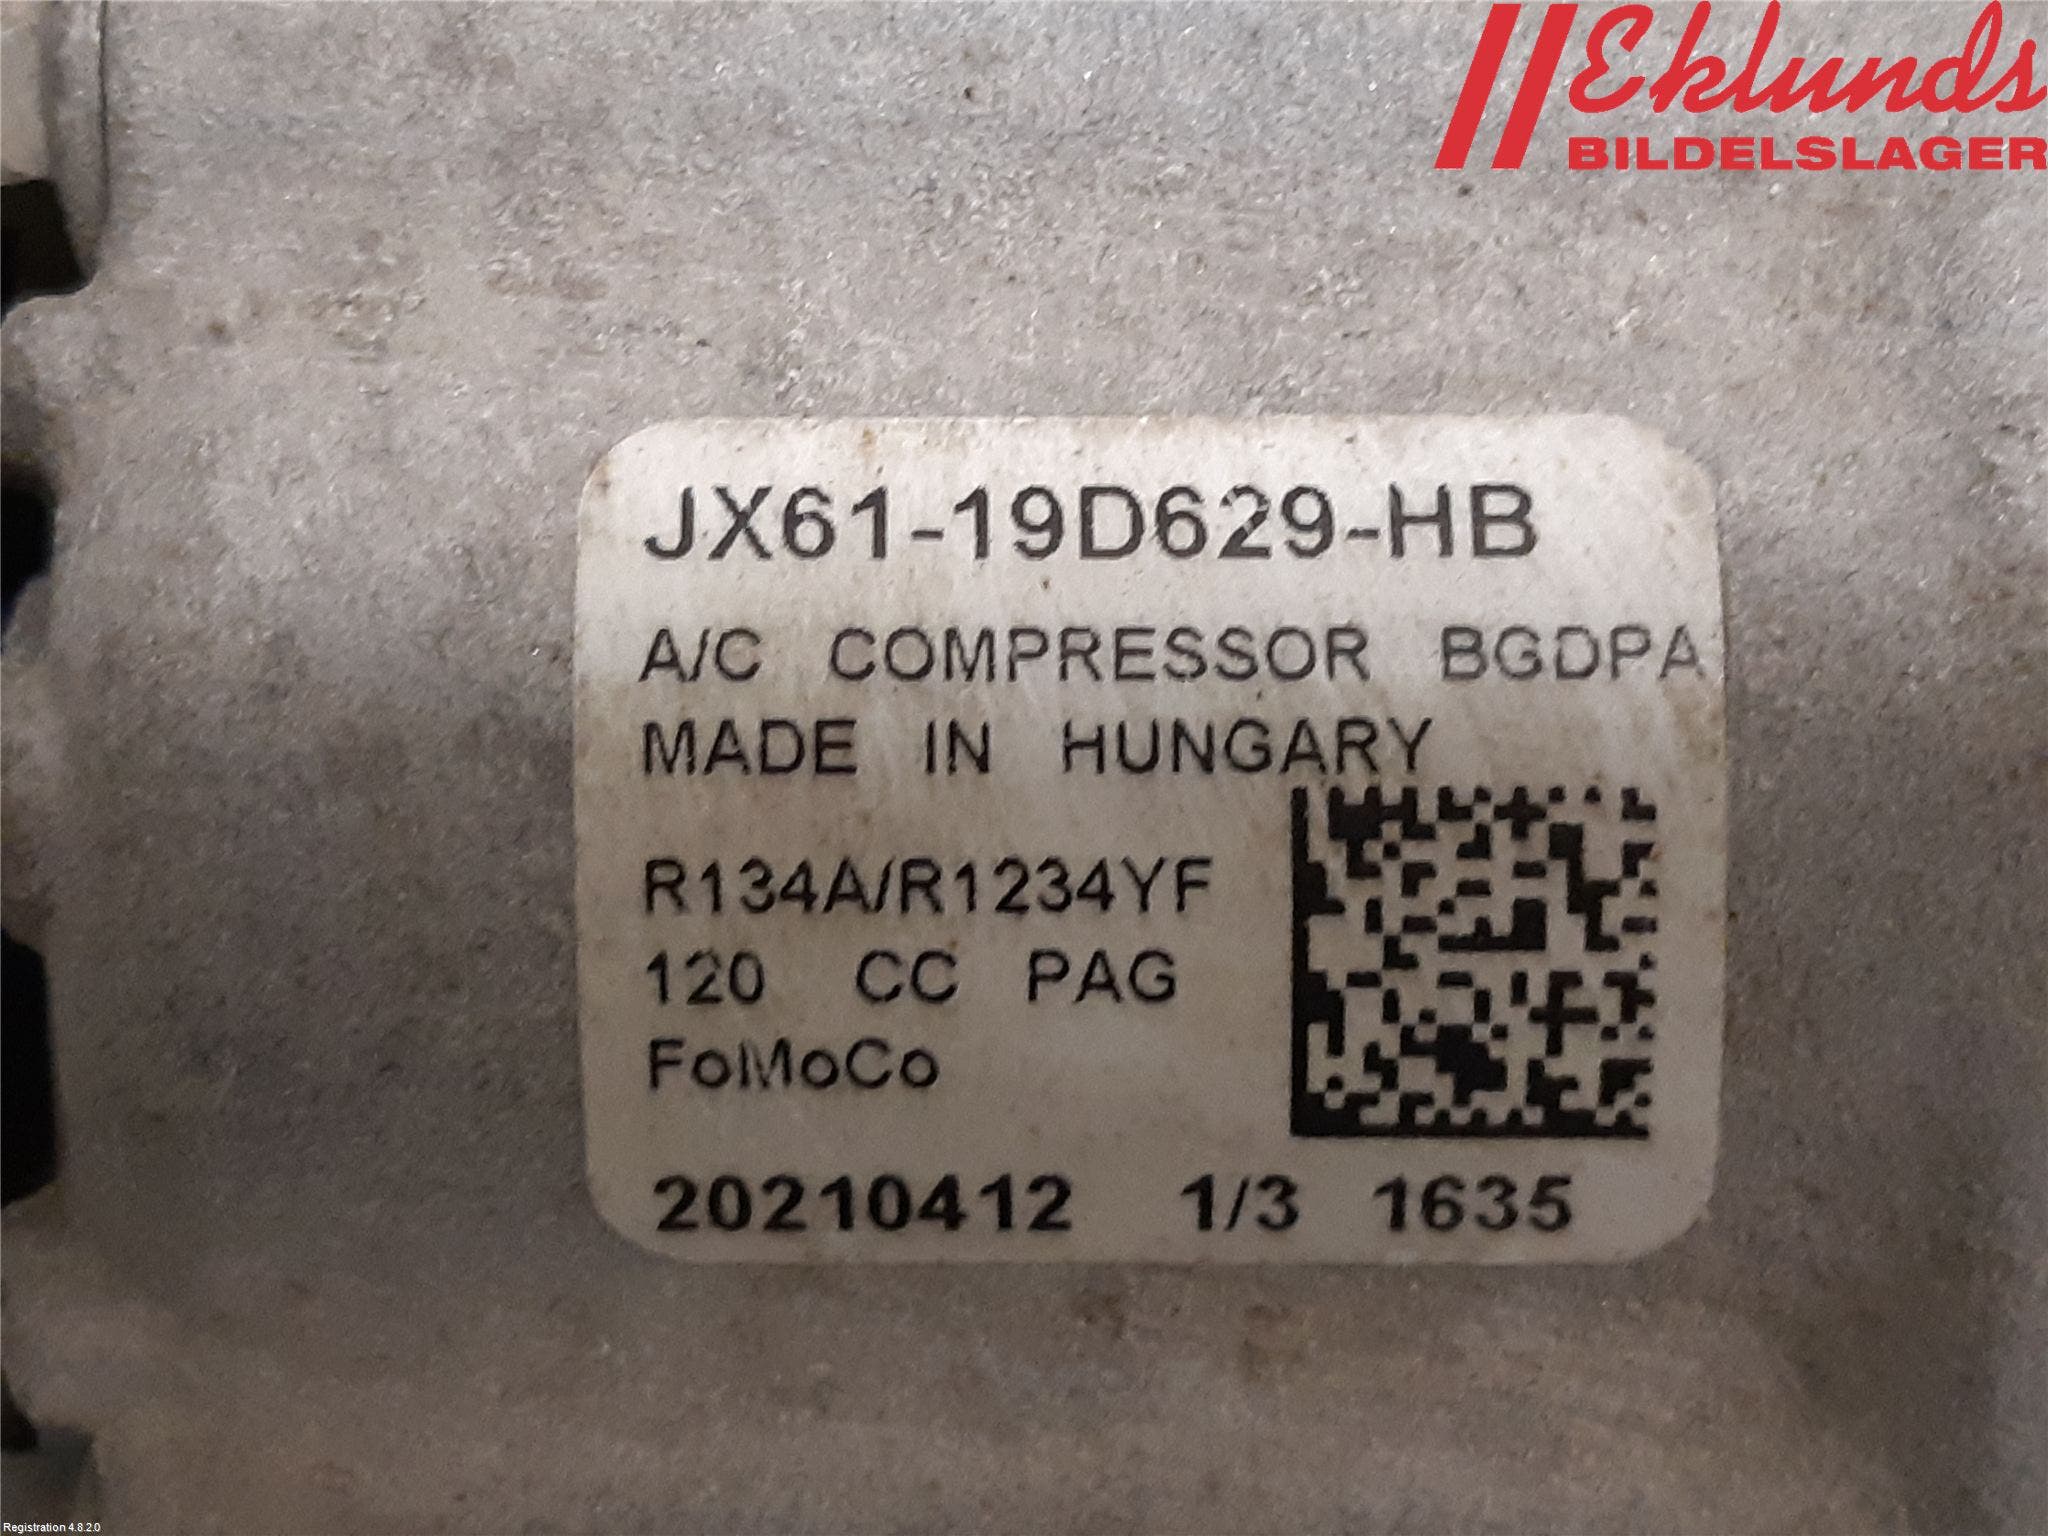 Eklunds
BILDELSLAGER
JX61-19D629-HB
A/C COMPRESSOR BGDPA
MADE IN HUNGARY
R134A/R1234YF
120 CC PAG
FoMoCo
20210412 1/3 1635
Registration 4.8.2.0